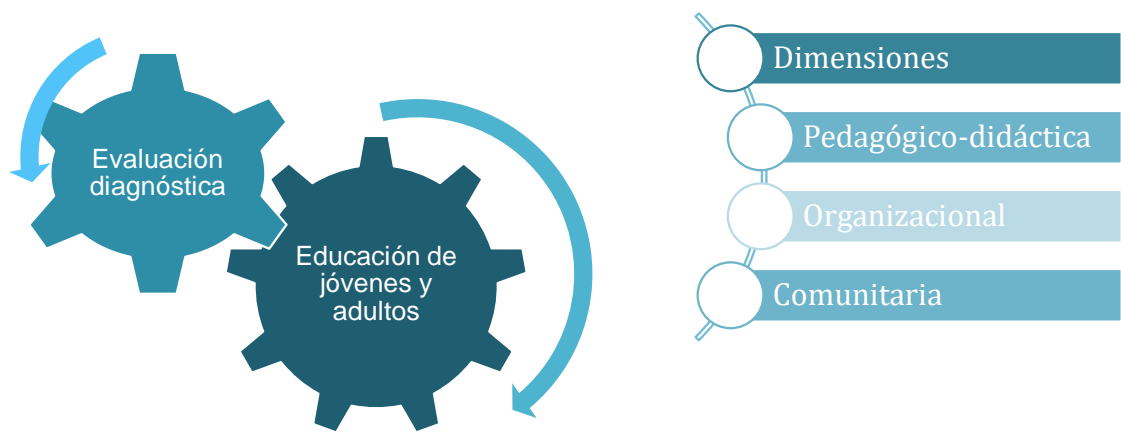 Evaluación
diagnóstica
Educación de
jóvenes y
adultos
Dimensiones
Pedagógico-didáctica
Organizacional
Comunitaria